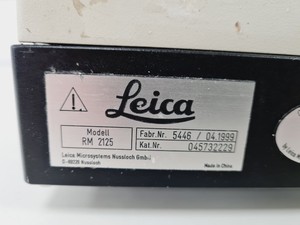 Leica
Modell
RM 2125
Fabr.Nr. 5446 / 04.1999
Kat.Nr. 045732229
Leica Microsystems Nussloch GmbH
D-69226 Nussloch
Made in China